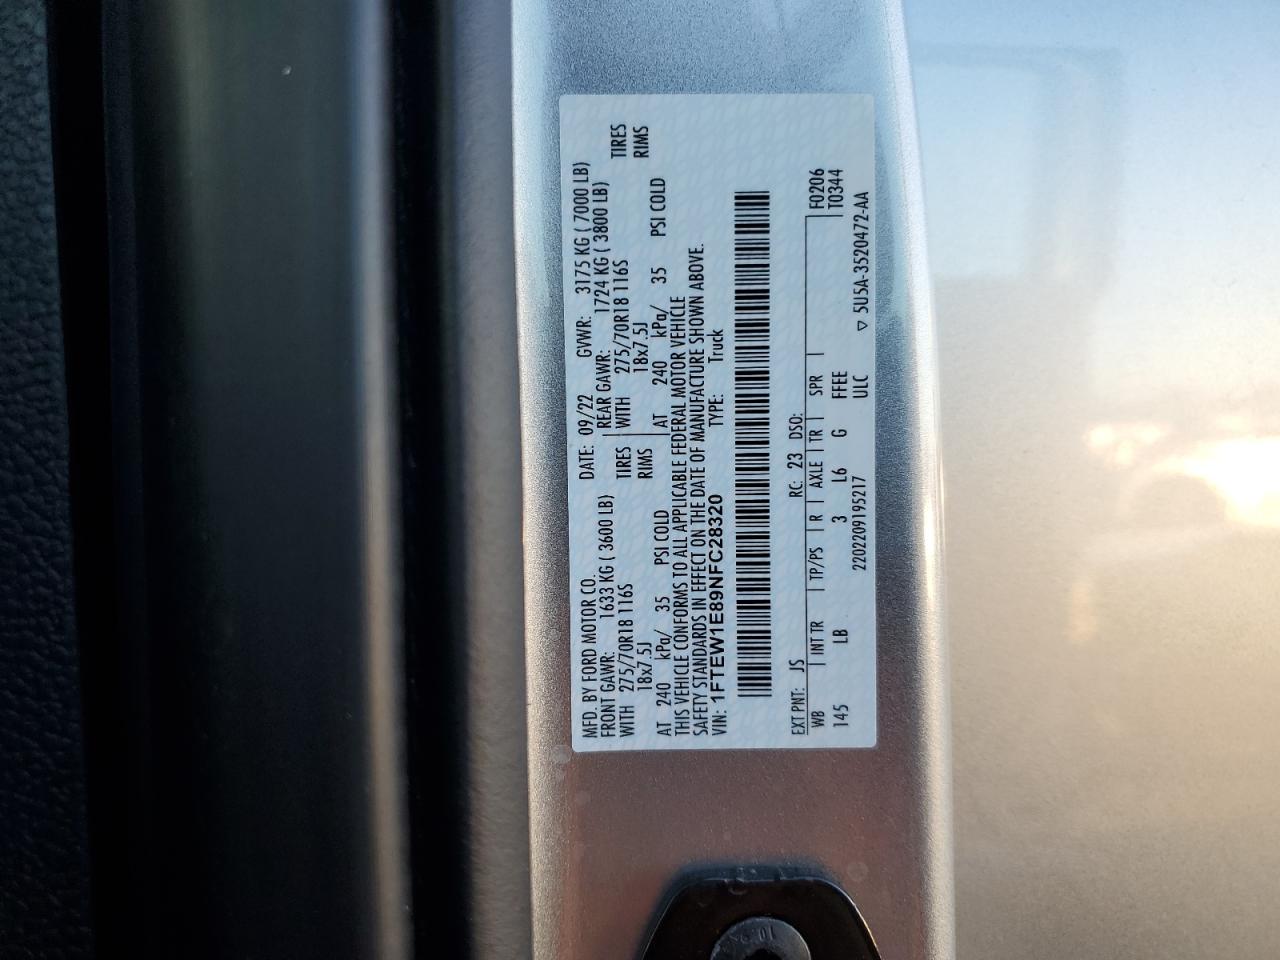 MFD. BY FORD MOTOR CO. DATE: 09/22 GVWR: 3175 KG ( 7000 LB)
FRONT GAWR: 1633 KG ( 3600 LB) REAR GAWR: 1724 KG ( 3800 LB)
WITH 275/70R18 116S TIRES WITH 275/70R18 116S TIRES
18x7.5J RIMS 18x7.5J RIMS
AT 240 kPa/ 35 PSI COLD AT 240 kPa/ 35 PSI COLD
THIS VEHICLE CONFORMS TO ALL APPLICABLE FEDERAL MOTOR VEHICLE
SAFETY STANDARDS IN EFFECT ON THE DATE OF MANUFACTURE SHOWN ABOVE.
VIN: 1FTEW1E89NFC28320 TYPE: Truck
EXT PNT: JS RC: 23 DSO: F0206
WB INT TR TP/PS R AXLE TR SPR T0344
145 LB 3 L6 G FFEE
2202209195217 ULC ▽ 5U5A-3520472-AA